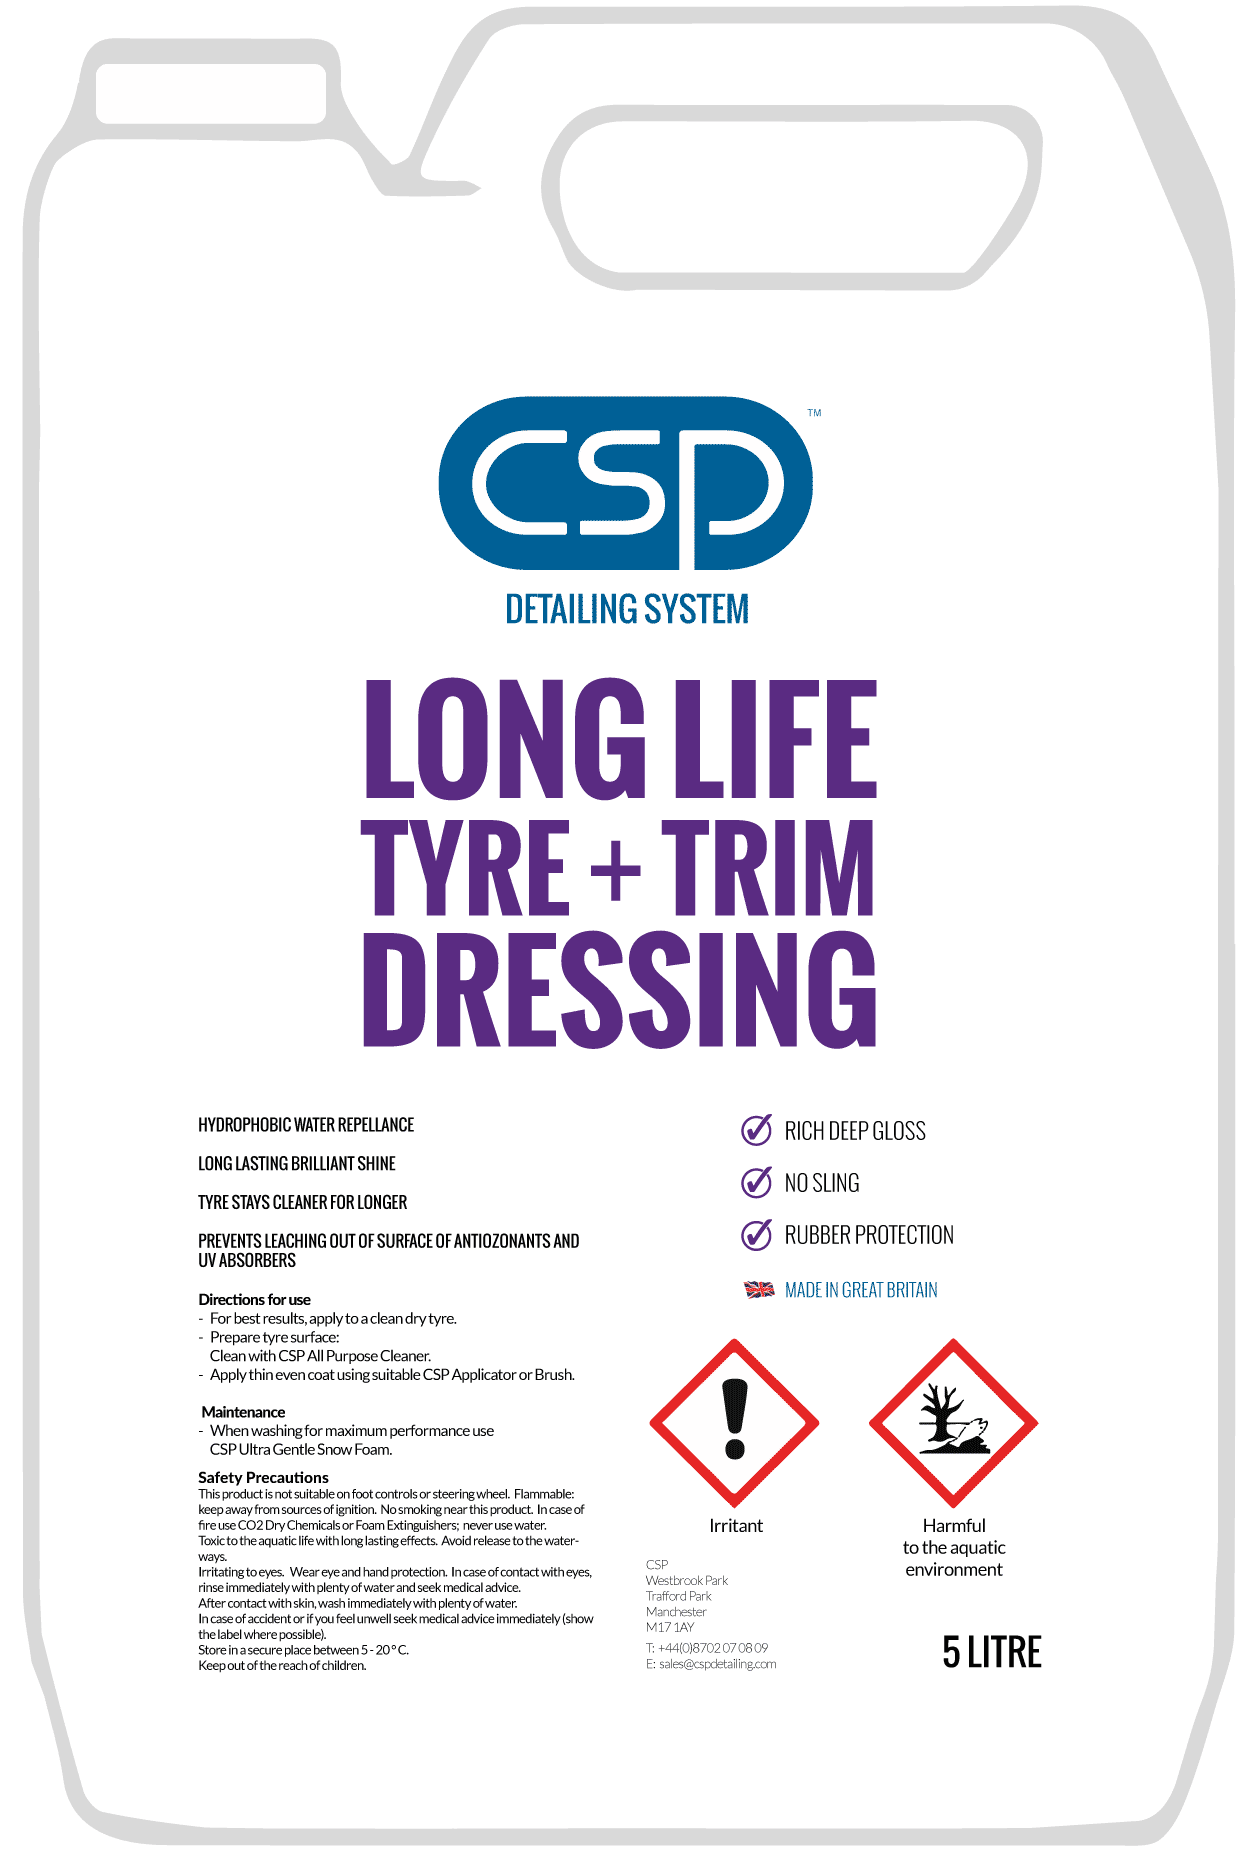 CSP
TM
DETAILING SYSTEM
LONG LIFE
TYRE + TRIM
DRESSING
HYDROPHOBIC WATER REPELLANCE
LONG LASTING BRILLIANT SHINE
TYRE STAYS CLEANER FOR LONGER
PREVENTS LEACHING OUT OF SURFACE OF ANTIOZONANTS AND
UV ABSORBERS
Directions for use
- For best results, apply to a clean dry tyre.
- Prepare tyre surface:
Clean with CSP All Purpose Cleaner.
- Apply thin even coat using suitable CSP Applicator or Brush.
Maintenance
- When washing for maximum performance use
CSP Ultra Gentle Snow Foam.
Safety Precautions
This product is not suitable on foot controls or steering wheel. Flammable:
keep away from sources of ignition. No smoking near this product. In case of
fire use CO2 Dry Chemicals or Foam Extinguishers; never use water.
Toxic to the aquatic life with long lasting effects. Avoid release to the water-
ways.
Irritating to eyes. Wear eye and hand protection. In case of contact with eyes,
rinse immediately with plenty of water and seek medical advice.
After contact with skin, wash immediately with plenty of water.
In case of accident or if you feel unwell seek medical advice immediately (show
the label where possible).
Store in a secure place between 5 - 20 ° C.
Keep out of the reach of children.
RICH DEEP GLOSS
NO SLING
RUBBER PROTECTION
MADE IN GREAT BRITAIN
Irritant
Harmful
to the aquatic
environment
CSP
Westbrook Park
Trafford Park
Manchester
M17 1AY
T: +44(0)8702 07 08 09
E: sales@cspdetailing.com
5 LITRE